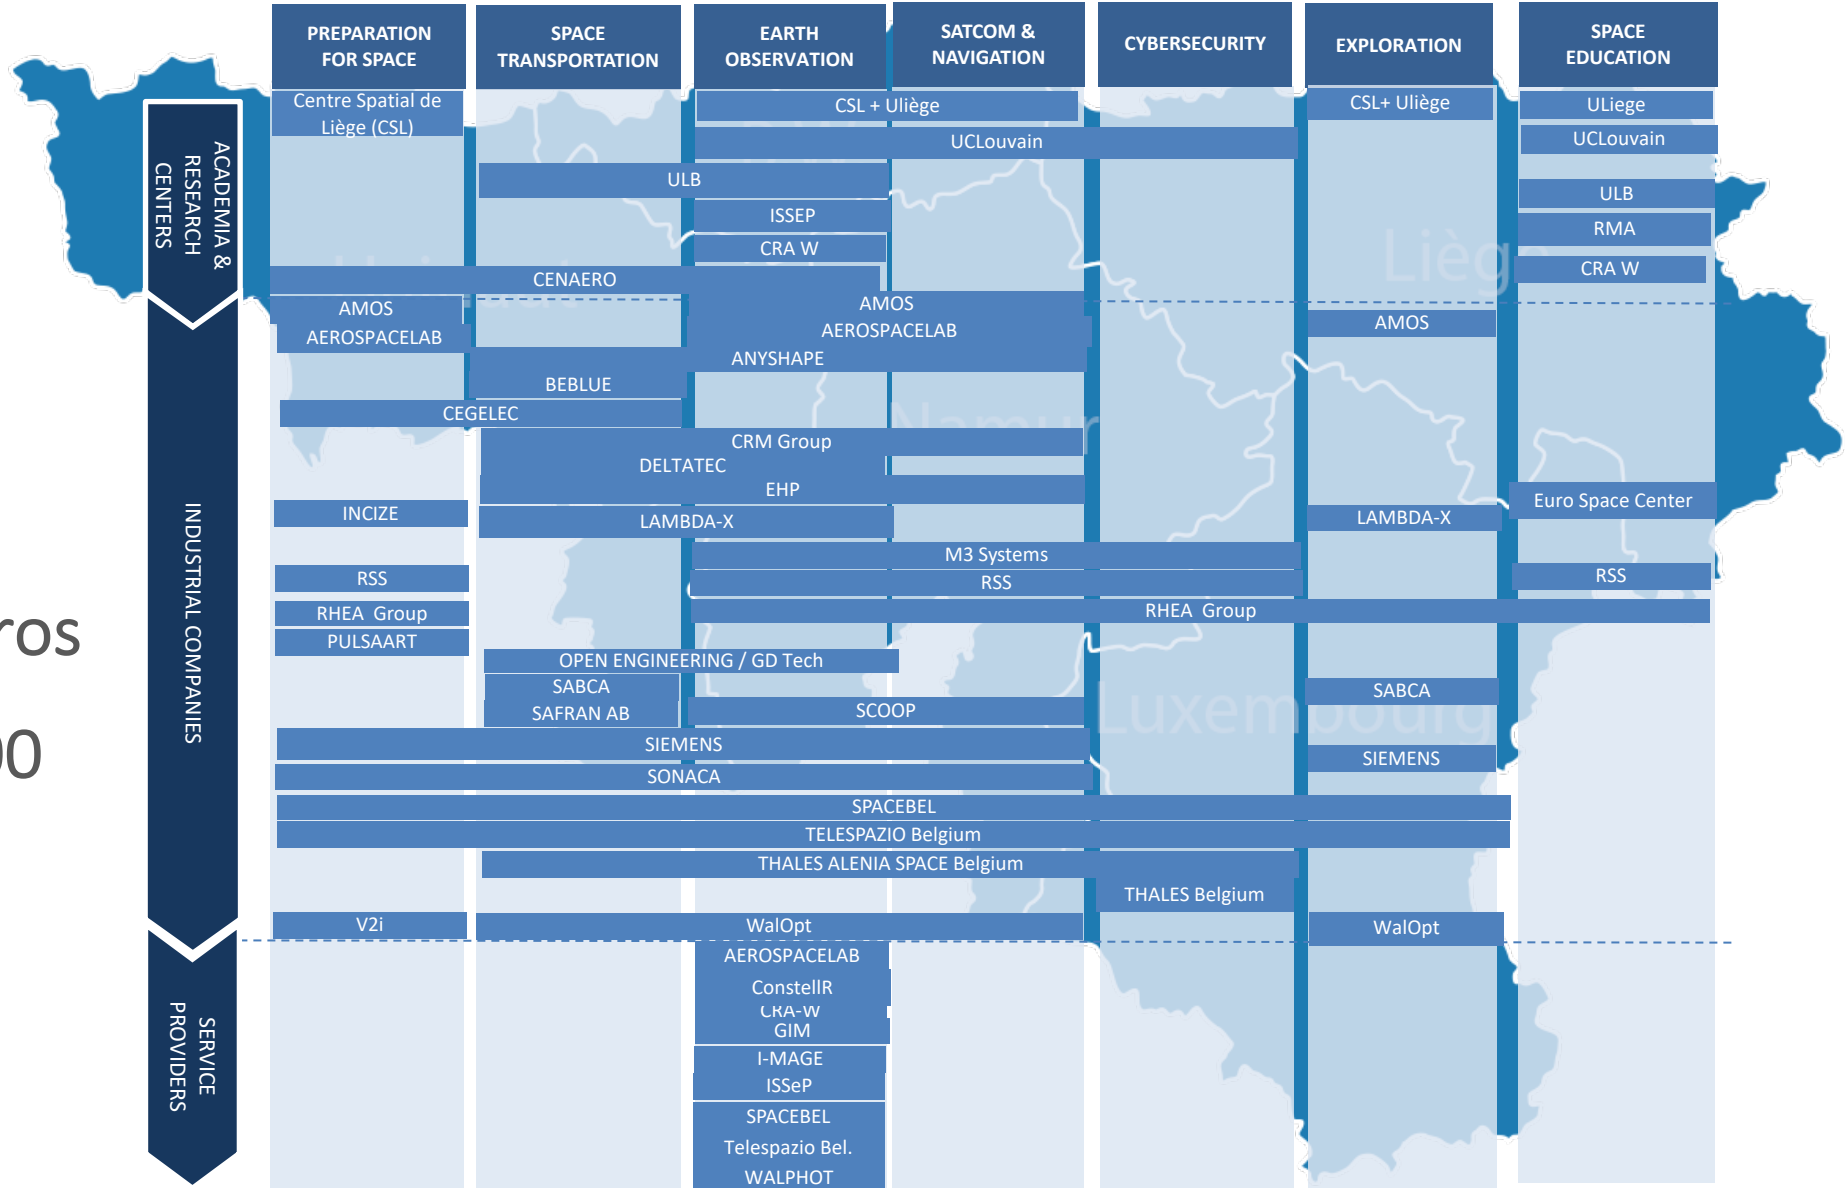 PREPARATION
FOR SPACE
SPACE
TRANSPORTATION
EARTH
OBSERVATION
SATCOM &
NAVIGATION
CYBERSECURITY
EXPLORATION
SPACE
EDUCATION
ACADEMIA &
RESEARCH
CENTERS
Centre Spatial de
Liège (CSL)
CSL + Uliège
CSL+ Uliège
ULiege
UCLouvain
UCLouvain
ULB
ULB
ISSEP
RMA
CRA W
CRA W
CENAERO
Liège
INDUSTRIAL COMPANIES
AMOS
AMOS
AMOS
AEROSPACELAB
AEROSPACELAB
ANYSHAPE
BEBLUE
CEGELEC
Namur
CRM Group
DELTATEC
EHP
Euro Space Center
INCIZE
LAMBDA-X
LAMBDA-X
M3 Systems
RSS
RSS
RSS
RHEA Group
RHEA Group
PULSAART
ros
OPEN ENGINEERING / GD Tech
SABCA
SABCA
SAFRAN AB
SCOOP
Luxembourg
00
SIEMENS
SIEMENS
SONACA
SPACEBEL
TELESPAZIO Belgium
THALES ALENIA SPACE Belgium
THALES Belgium
V2i
WalOpt
WalOpt
SERVICE
PROVIDERS
AEROSPACELAB
ConstellR
CRA-W
GIM
I-MAGE
ISSeP
SPACEBEL
Telespazio Bel.
WALPHOT